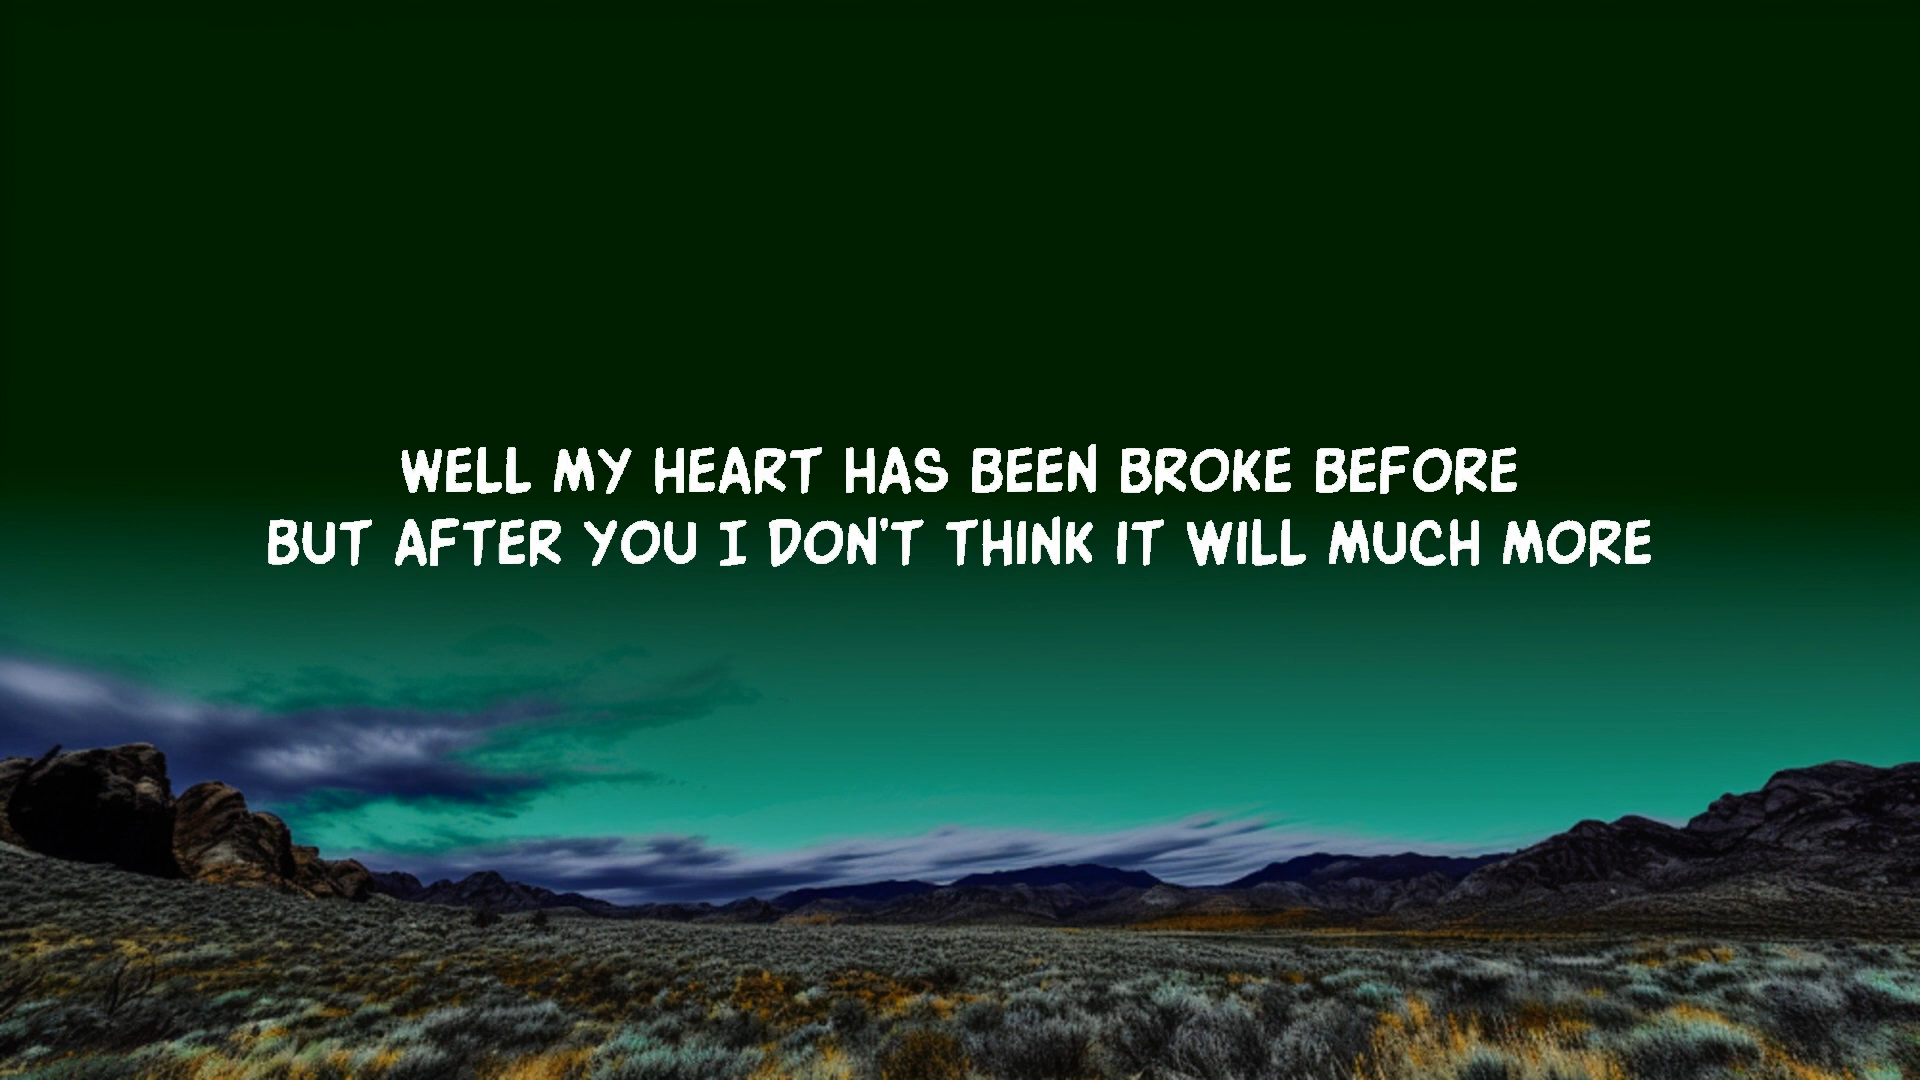 WELL MY HEART HAS BEEN BROKE BEFORE
BUT AFTER YOU I DON'T THINK IT WILL MUCH MORE